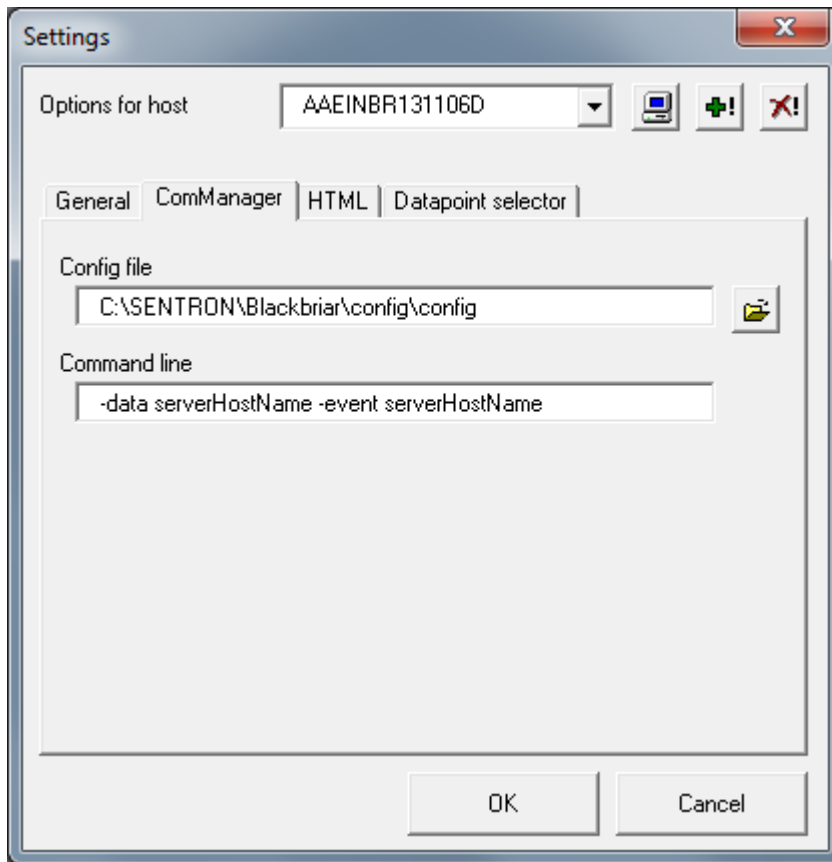 Settings
Options for host
AAEINBR131106D
General
ComManager
HTML
Datapoint selector
Config file
C:\SENTRON\Blackbriar\config\config
Command line
-data serverHostName -event serverHostName
OK
Cancel